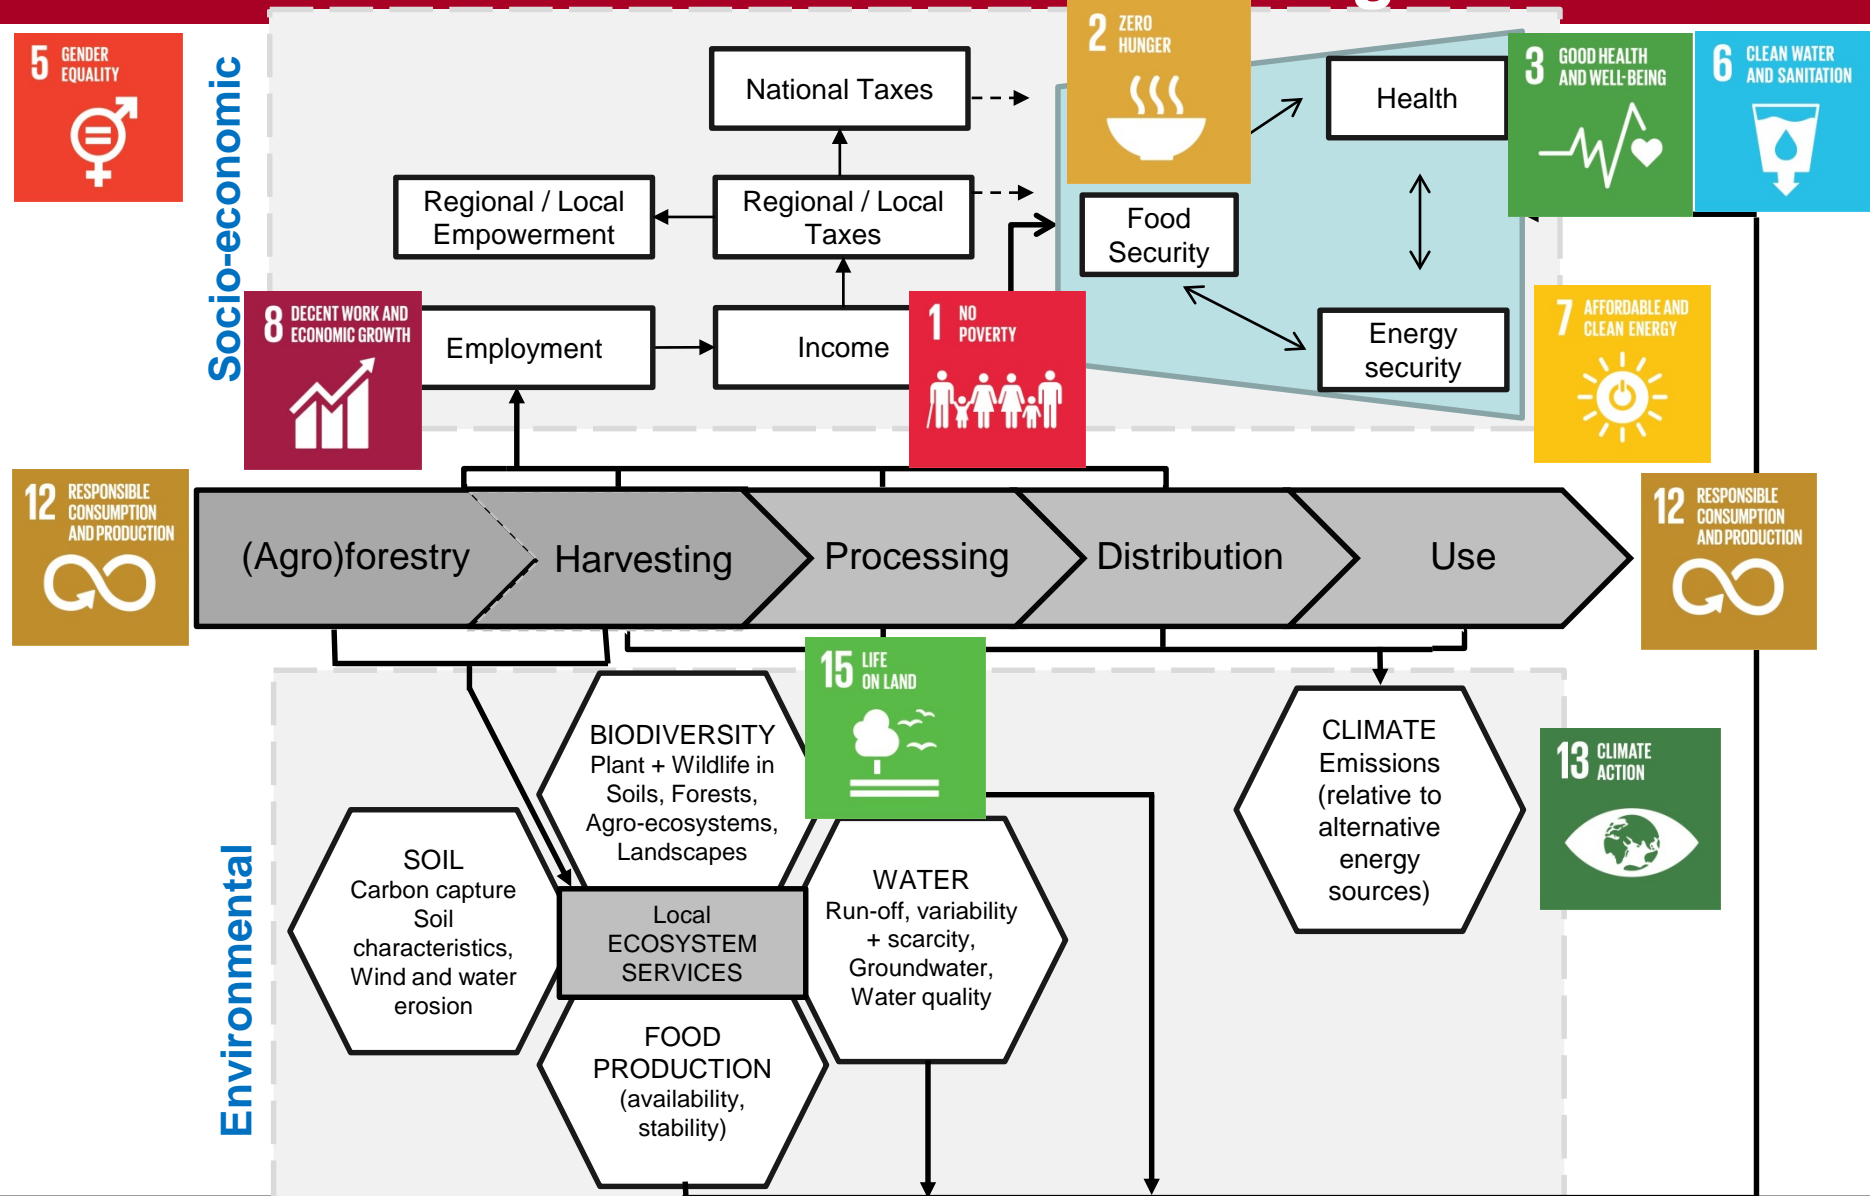 5 GENDER
EQUALITY
Socio-economic
National Taxes
2 ZERO
HUNGER
Health
3 GOOD HEALTH
AND WELL-BEING
6 CLEAN WATER
AND SANITATION
Regional / Local
Empowerment
Regional / Local
Taxes
Food
Security
8 DECENT WORK AND
ECONOMIC GROWTH
Employment
Income
1 NO
POVERTY
Energy
security
7 AFFORDABLE AND
CLEAN ENERGY
12 RESPONSIBLE
CONSUMPTION
AND PRODUCTION
(Agro)forestry
Harvesting
Processing
Distribution
Use
12 RESPONSIBLE
CONSUMPTION
AND PRODUCTION
Environmental
BIODIVERSITY
Plant + Wildlife in
Soils, Forests,
Agro-ecosystems,
Landscapes
15 LIFE
ON LAND
CLIMATE
Emissions
(relative to
alternative
energy
sources)
13 CLIMATE
ACTION
SOIL
Carbon capture
Soil
characteristics,
Wind and water
erosion
Local
ECOSYSTEM
SERVICES
WATER
Run-off, variability
+ scarcity,
Groundwater,
Water quality
FOOD
PRODUCTION
(availability,
stability)